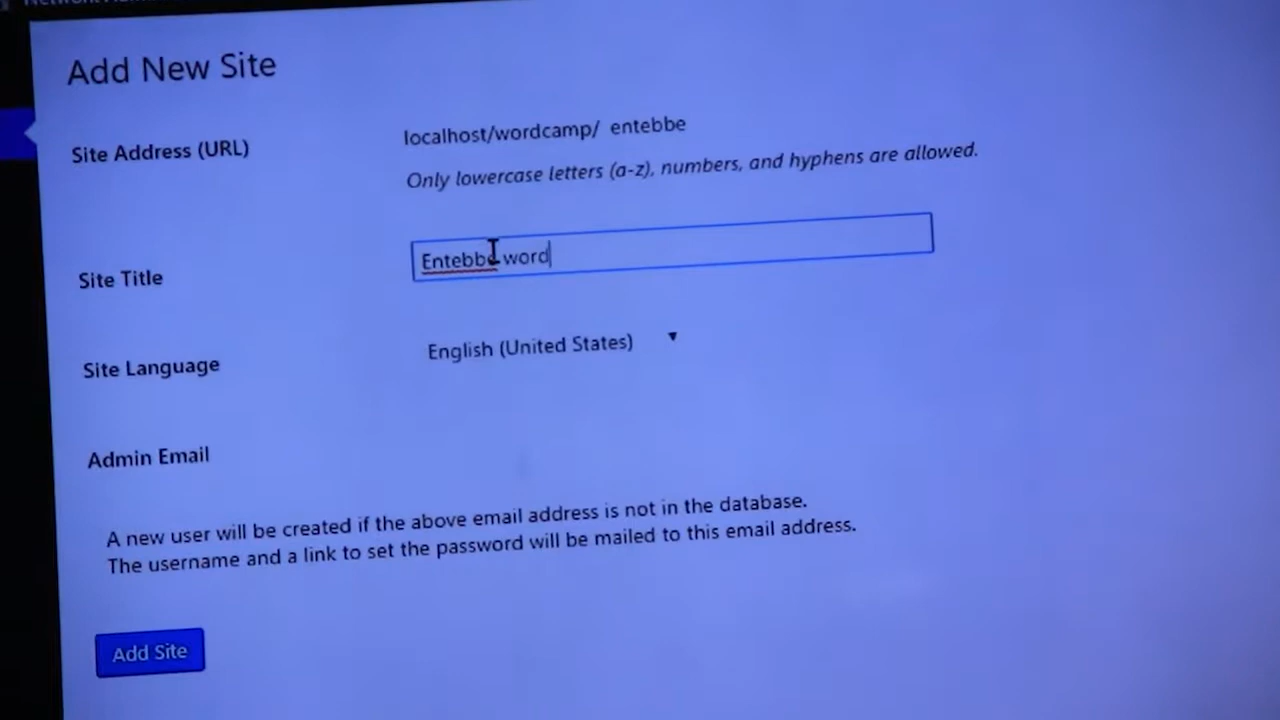 Add New Site
Site Address (URL)
localhost/wordcamp/ entebbe
Only lowercase letters (a-z), numbers, and hyphens are allowed.
Site Title
Entebbe word
Site Language
English (United States)
Admin Email
A new user will be created if the above email address is not in the database.
The username and a link to set the password will be mailed to this email address.
Add Site